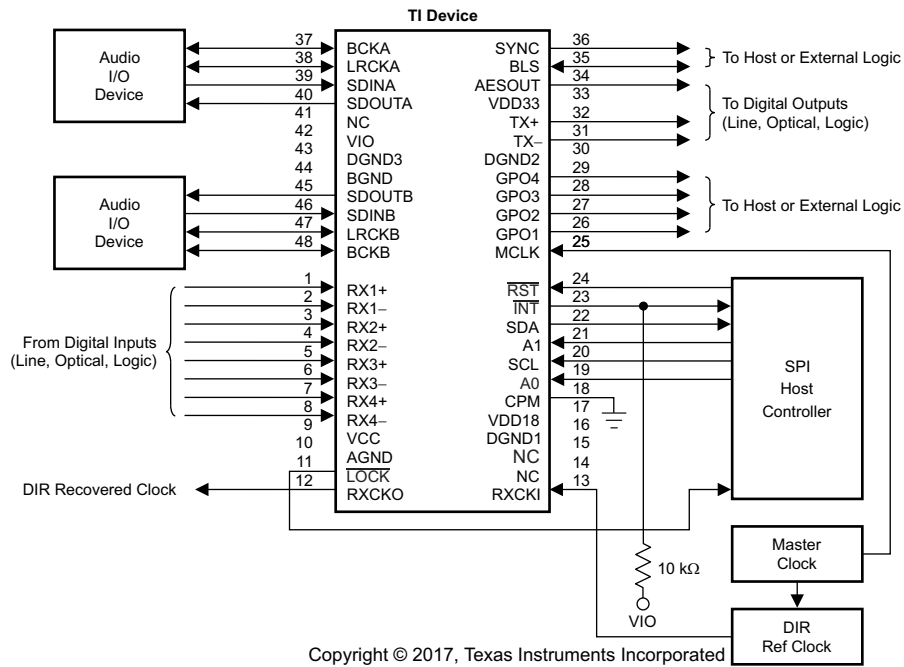 TI Device
Audio
I/O
Device
37
38
39
40
41
42
43
44
45
46
47
48
BCKA
LRCKA
SDINA
SDOUTA
NC
VIO
DGND3
BGND
SDOUTB
SDINB
LRCKB
BCKB
SYNC
BLS
AESOUT
VDD33
TX+
TX−
DGND2
GPO4
GPO3
GPO2
GPO1
MCLK
36
35
34
33
32
31
30
29
28
27
26
25
To Host or External Logic
To Digital Outputs
(Line, Optical, Logic)
To Host or External Logic
Audio
I/O
Device
From Digital Inputs
(Line, Optical, Logic)
1
2
3
4
5
6
7
8
9
10
11
12
RX1+
RX1−
RX2+
RX2−
RX3+
RX3−
RX4+
RX4−
VCC
AGND
LOCK
RXCKO
RST
INT
SDA
A1
SCL
A0
CPM
VDD18
DGND1
NC
NC
RXCKI
24
23
22
21
20
19
18
17
16
15
14
13
SPI
Host
Controller
DIR Recovered Clock
10 kΩ
VIO
Master
Clock
DIR
Ref Clock
Copyright © 2017, Texas Instruments Incorporated